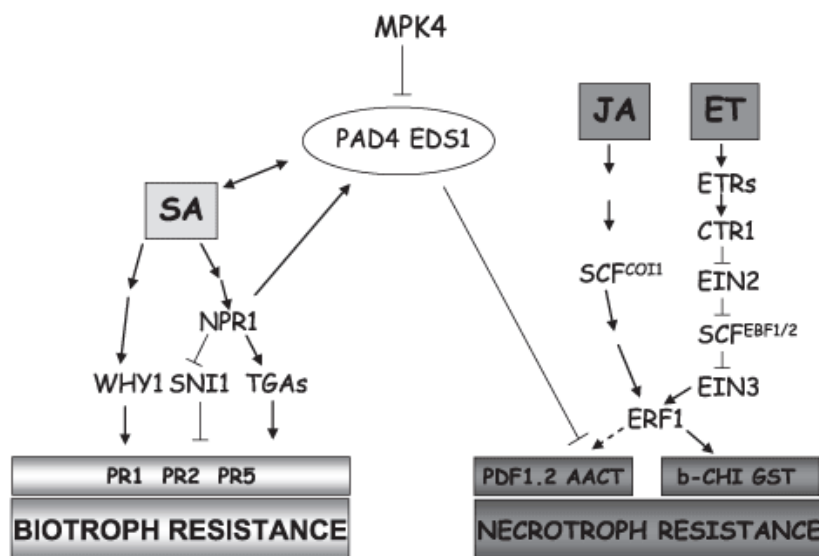 MPK4
JA ET
PAD4 EDS1
ETRs
SA
CTR1
SCFCOI1
EIN2
NPR1
SCFEBF1/2
WHY1 SNI1 TGAs
EIN3
ERF1
PR1 PR2 PR5
PDF1.2 AACT
b-CHI GST
BIOTROPH RESISTANCE
NECROTROPH RESISTANCE